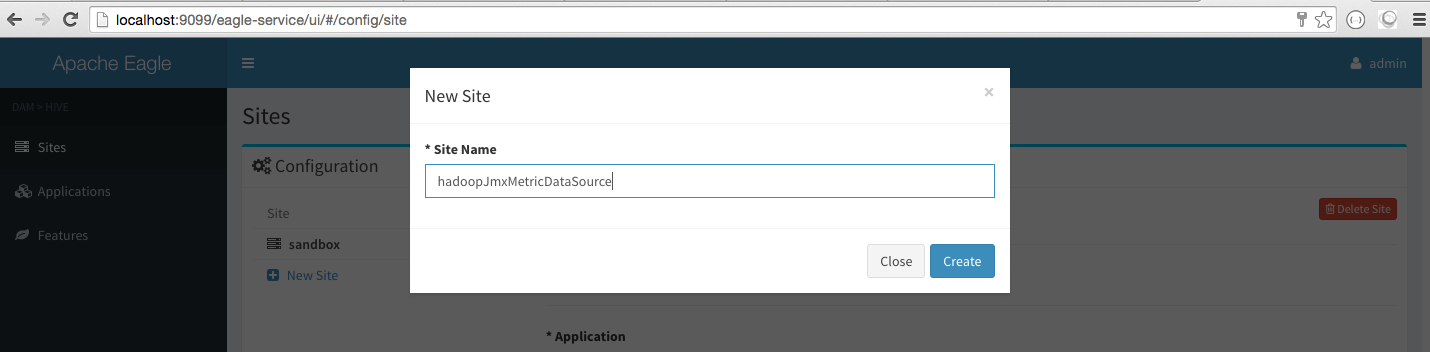 localhost:9099/eagle-service/ui/#/config/site
Apache Eagle
admin
DAM > HIVE
Sites
Applications
Features
Sites
Configuration
Site
sandbox
New Site
Delete Site
* Application
New Site
×
* Site Name
hadoopJmxMetricDataSource
Close
Create